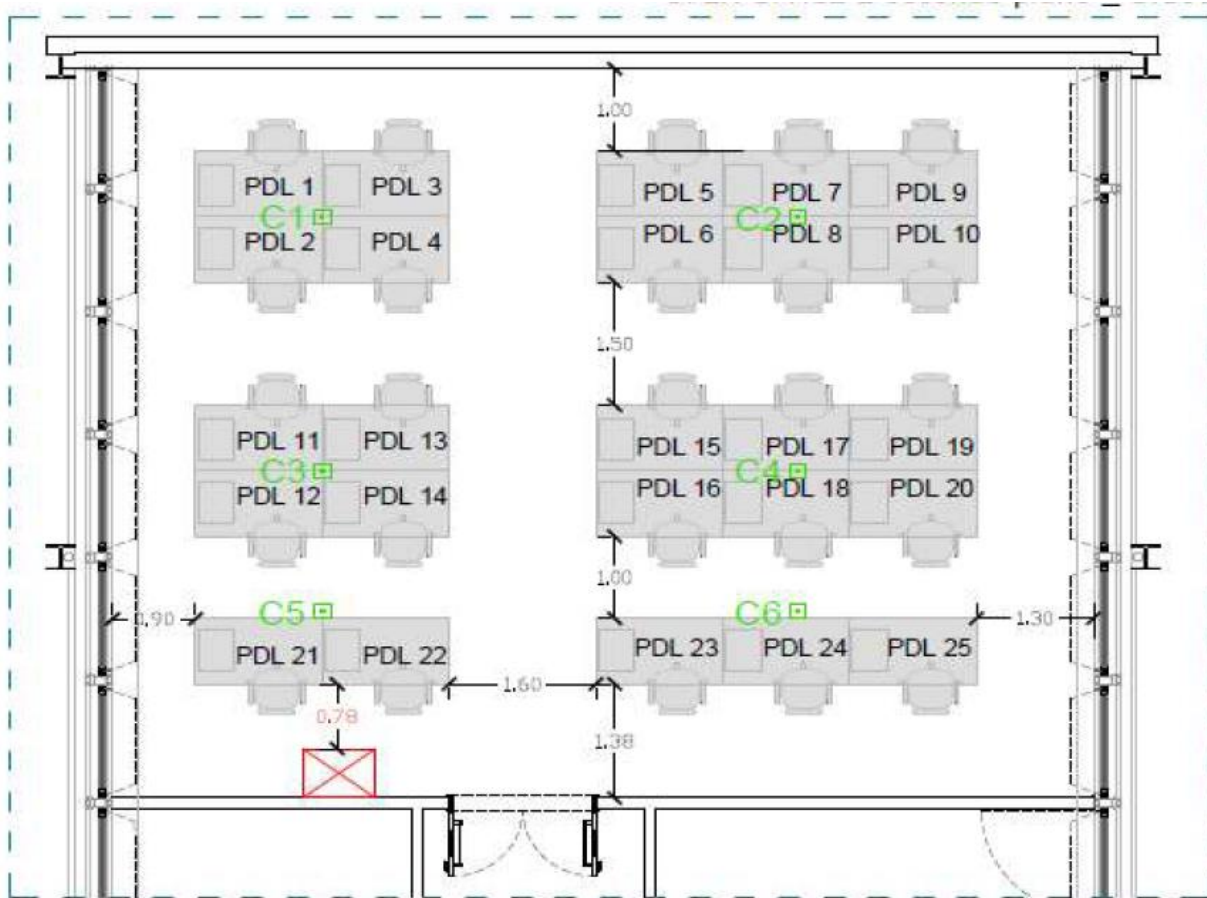 1.00
PDL 1 PDL 3 PDL 5 PDL 7 PDL 9
C1 C2
PDL 2 PDL 4 PDL 6 PDL 8 PDL 10
1.50
PDL 11 PDL 13 PDL 15 PDL 17 PDL 19
C3 C4
PDL 12 PDL 14 PDL 16 PDL 18 PDL 20
1.00
C5 C6
0.90 1.30
PDL 21 PDL 22 PDL 23 PDL 24 PDL 25
1.60
0.78
1.38